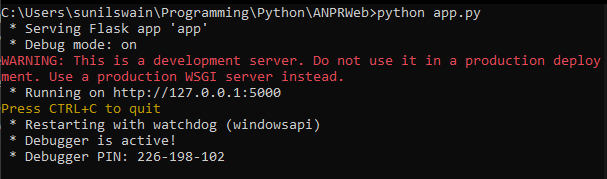 C:\Users\sunilswain\Programming\Python\ANPRWeb>python app.py
 * Serving Flask app 'app'
 * Debug mode: on
WARNING: This is a development server. Do not use it in a production deploy
ment. Use a production WSGI server instead.
 * Running on http://127.0.0.1:5000
Press CTRL+C to quit
 * Restarting with watchdog (windowsapi)
 * Debugger is active!
 * Debugger PIN: 226-198-102